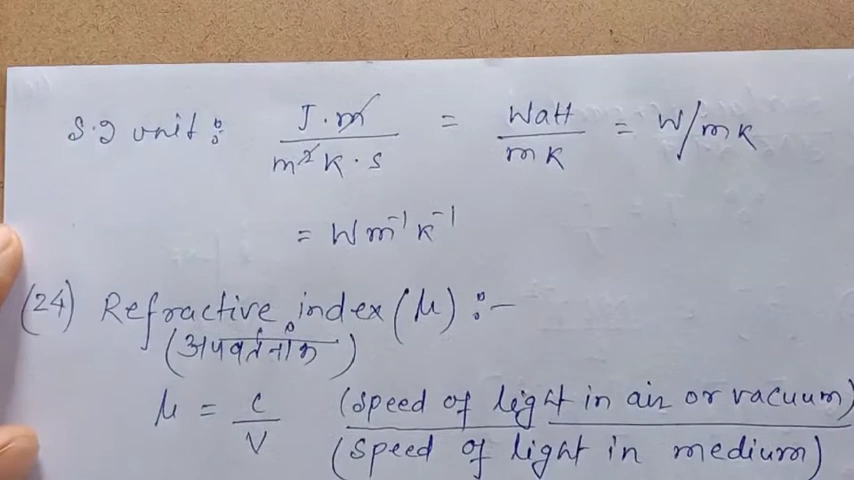 S.I unit : J.m / m²K.s = Watt / mK = W/mK
= Wm⁻¹K⁻¹
(24) Refractive index (μ) :-
(अपवर्तनांक)
μ = c / v (Speed of light in air or vacuum) / (Speed of light in medium)